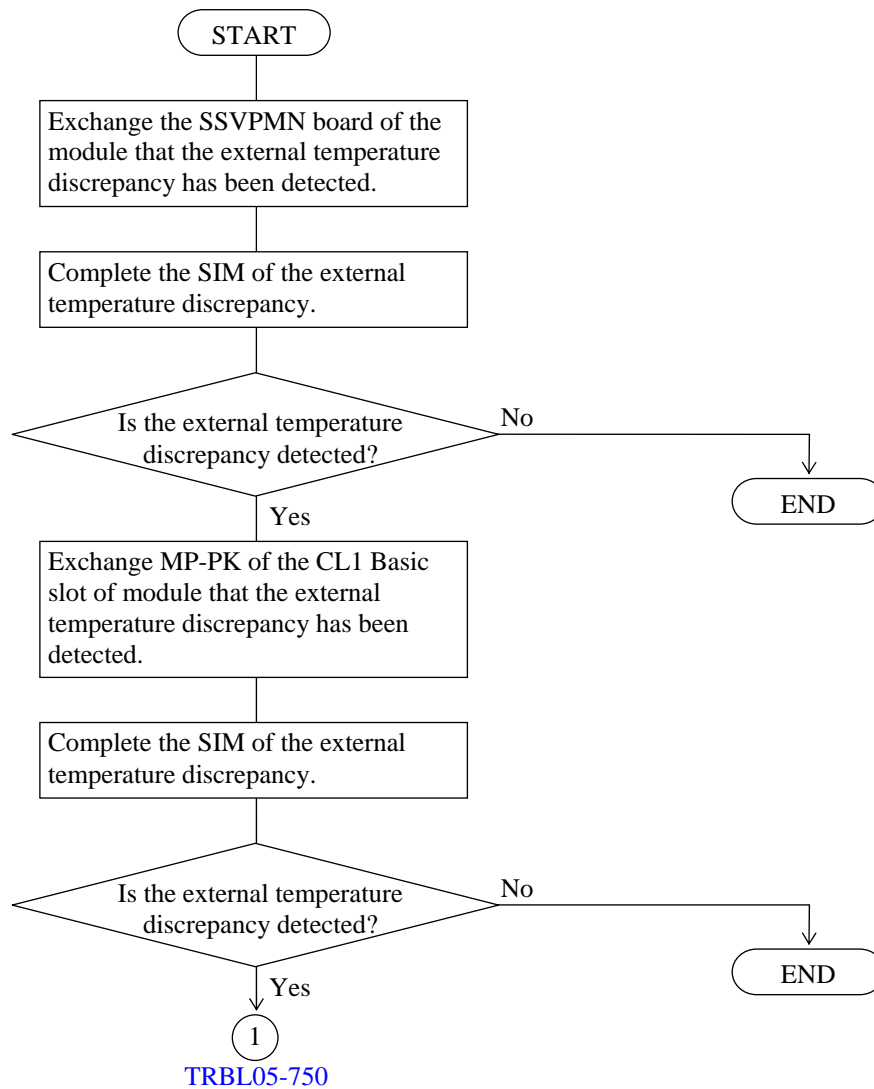 START
Exchange the SSVPMN board of the
module that the external temperature
discrepancy has been detected.
Complete the SIM of the external
temperature discrepancy.
Is the external temperature
discrepancy detected?
No
END
Yes
Exchange MP-PK of the CL1 Basic
slot of module that the external
temperature discrepancy has been
detected.
Complete the SIM of the external
temperature discrepancy.
Is the external temperature
discrepancy detected?
No
END
Yes
1
TRBL05-750